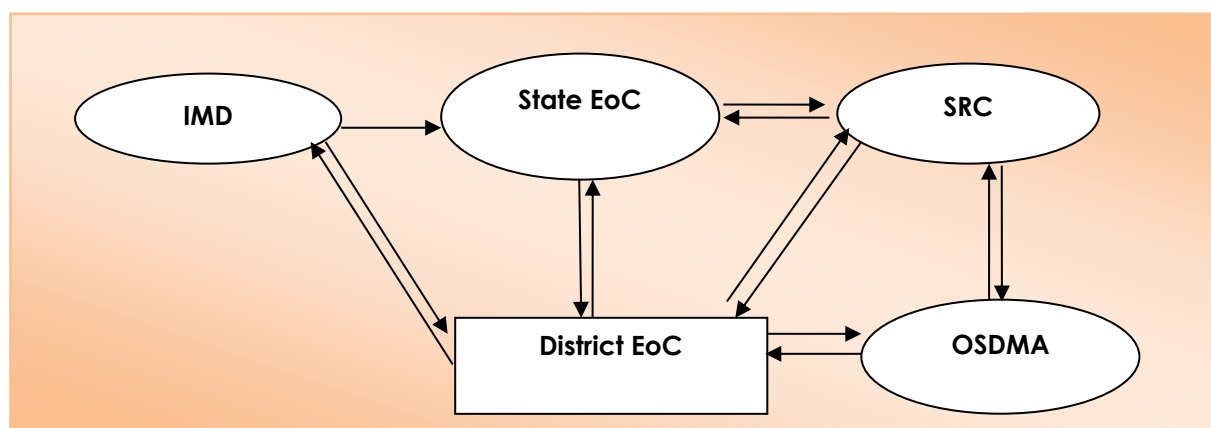 IMD
State EoC
SRC
District EoC
OSDMA